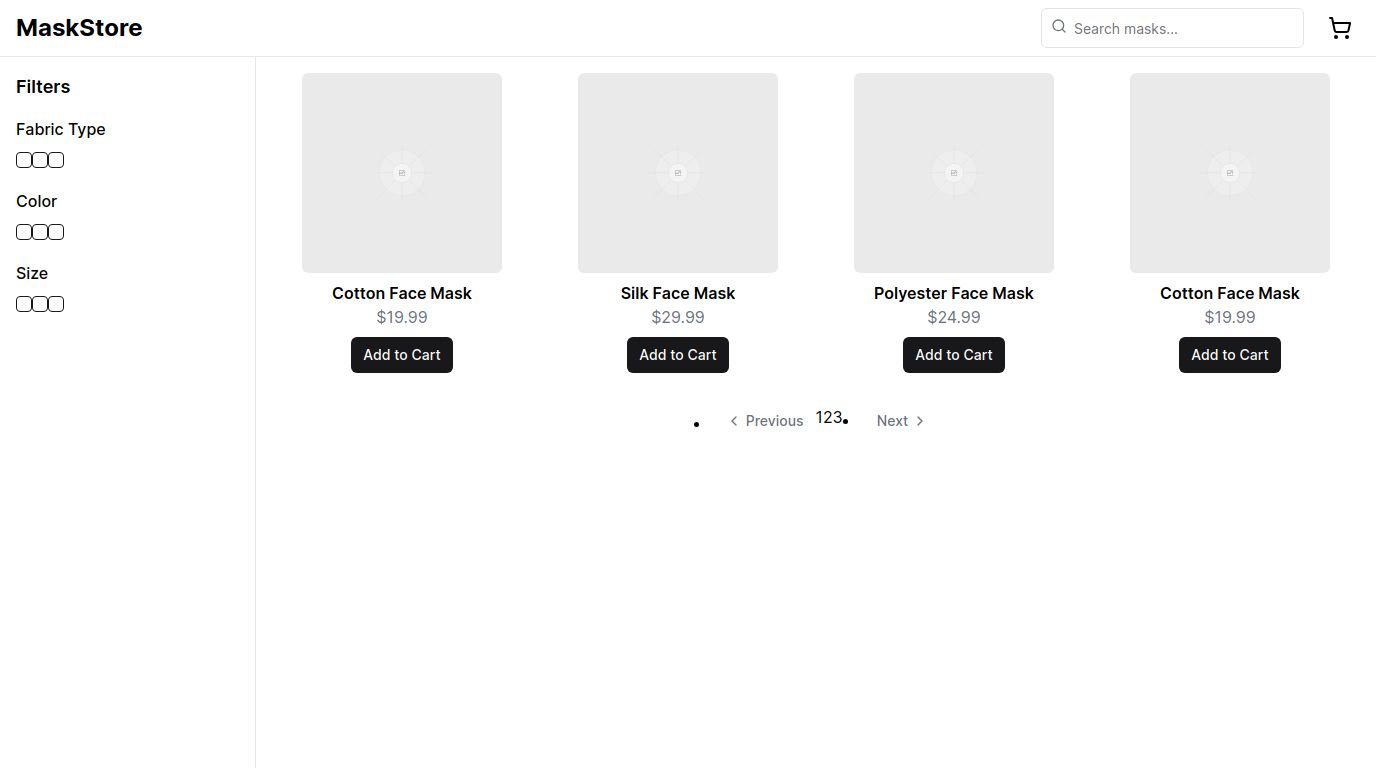 MaskStore
Search masks...
Filters
Fabric Type
Color
Size
Cotton Face Mask
$19.99
Add to Cart
Silk Face Mask
$29.99
Add to Cart
Polyester Face Mask
$24.99
Add to Cart
Cotton Face Mask
$19.99
Add to Cart
Previous 123 Next